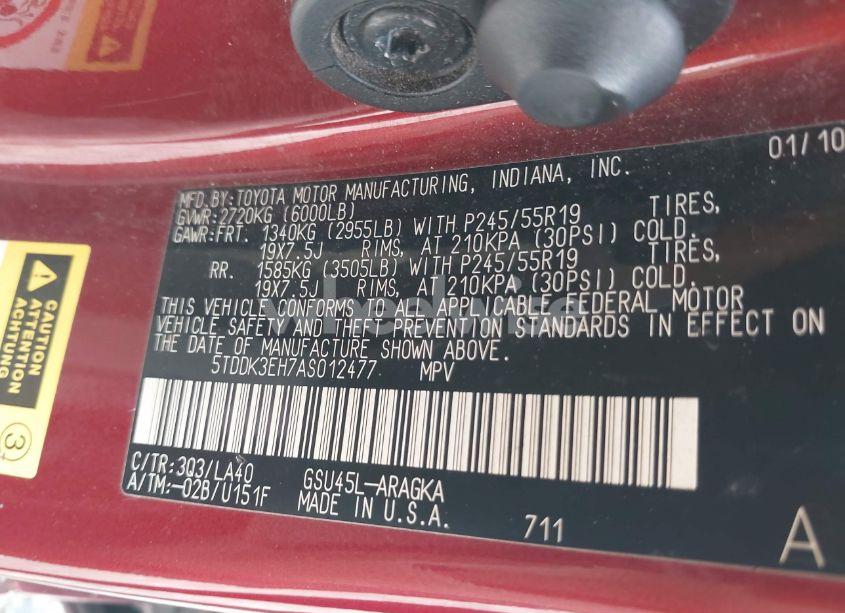 01/10
MFD.BY:TOYOTA MOTOR MANUFACTURING, INDIANA, INC.
GVWR:2720KG (6000LB)
GAWR:FRT. 1340KG (2955LB) WITH P245/55R19 TIRES,
19X7.5J RIMS, AT 210KPA (30PSI) COLD.
RR. 1585KG (3505LB) WITH P245/55R19 TIRES,
19X7.5J RIMS, AT 210KPA (30PSI) COLD.
THIS VEHICLE CONFORMS TO ALL APPLICABLE FEDERAL MOTOR
VEHICLE SAFETY AND THEFT PREVENTION STANDARDS IN EFFECT ON
THE DATE OF MANUFACTURE SHOWN ABOVE.
5TDDK3EH7AS012477 MPV
C/TR:3Q3/LA40 GSU45L-ARAGKA
A/TM:-02B/U151F MADE IN U.S.A.
711
A
CAUTION
ATTENTION
ACHTUNG
3